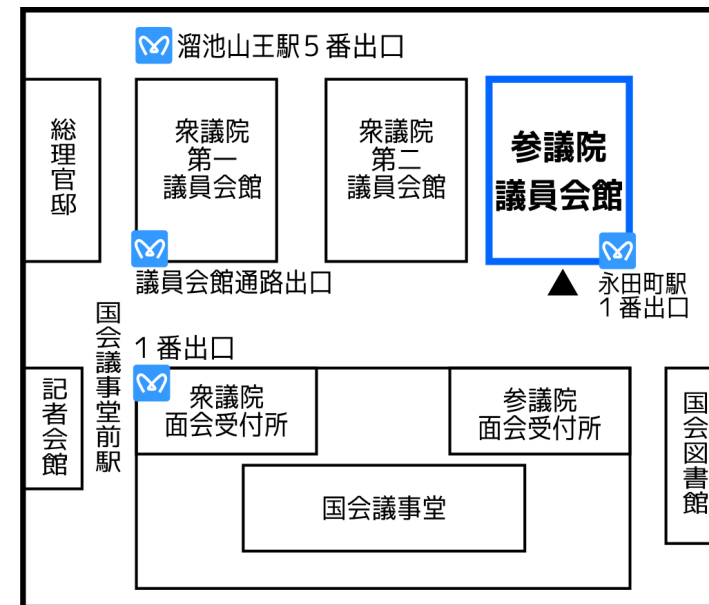 溜池山王駅5番出口
総理官邸
衆議院
第一
議員会館
衆議院
第二
議員会館
参議院
議員会館
議員会館通路出口
永田町駅
1番出口
国会議事堂前駅
1番出口
記者会館
衆議院
面会受付所
参議院
面会受付所
国会図書館
国会議事堂